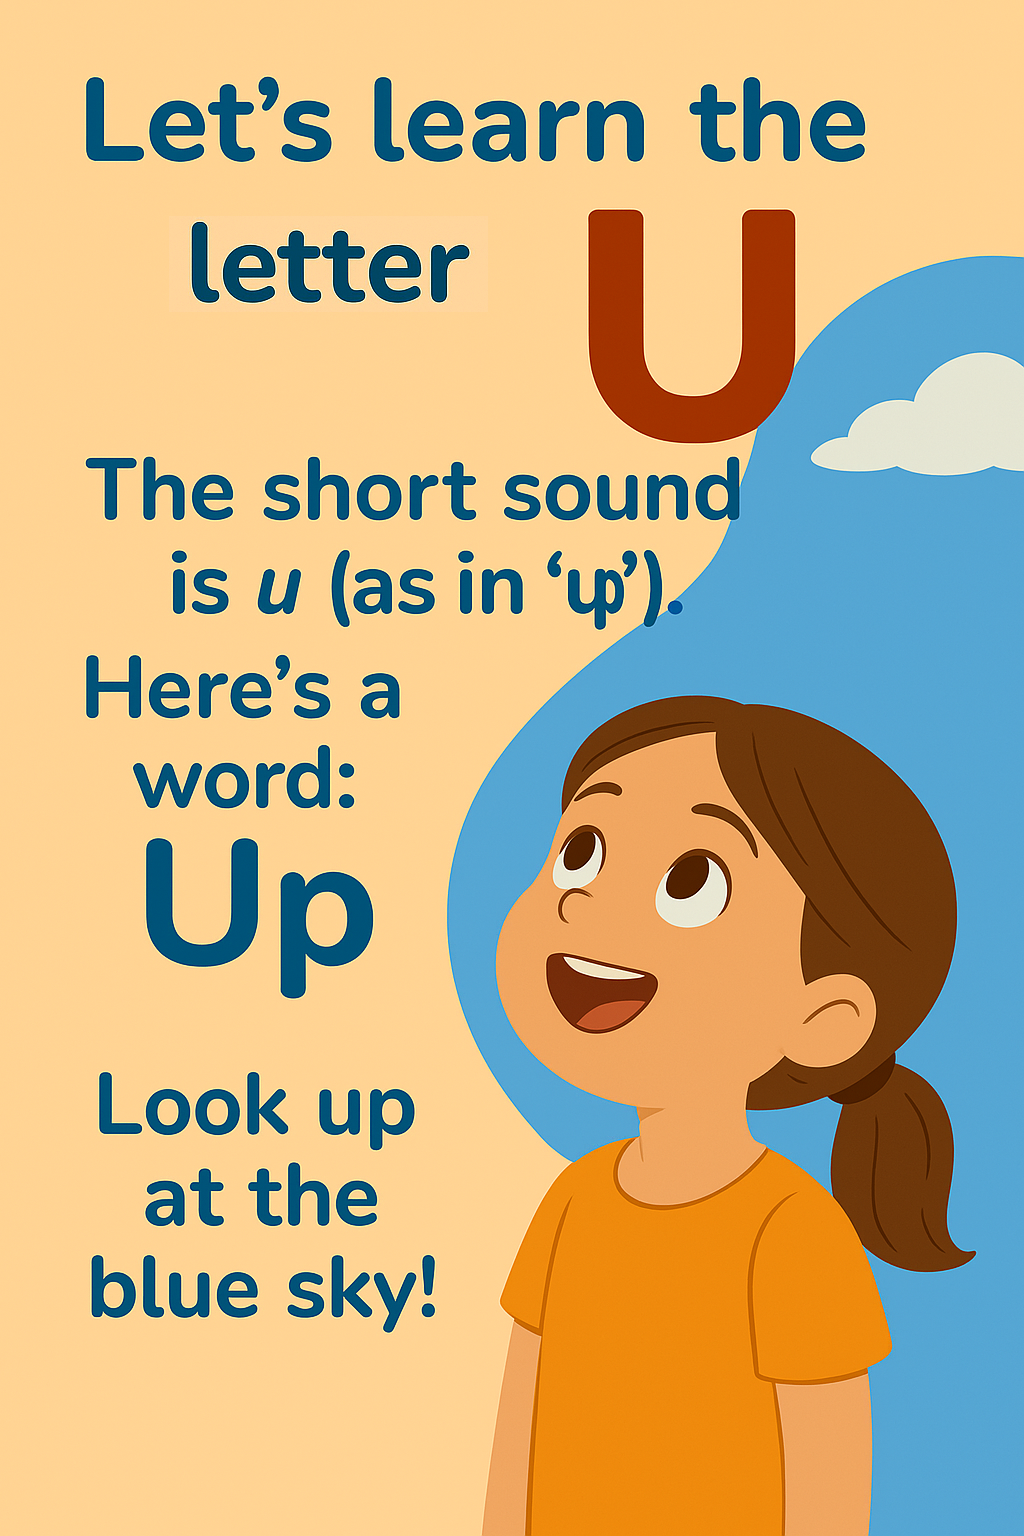 Let’s learn the
letter U
The short sound
is u (as in ‘up’).
Here’s a
word:
Up
Look up
at the
blue sky!